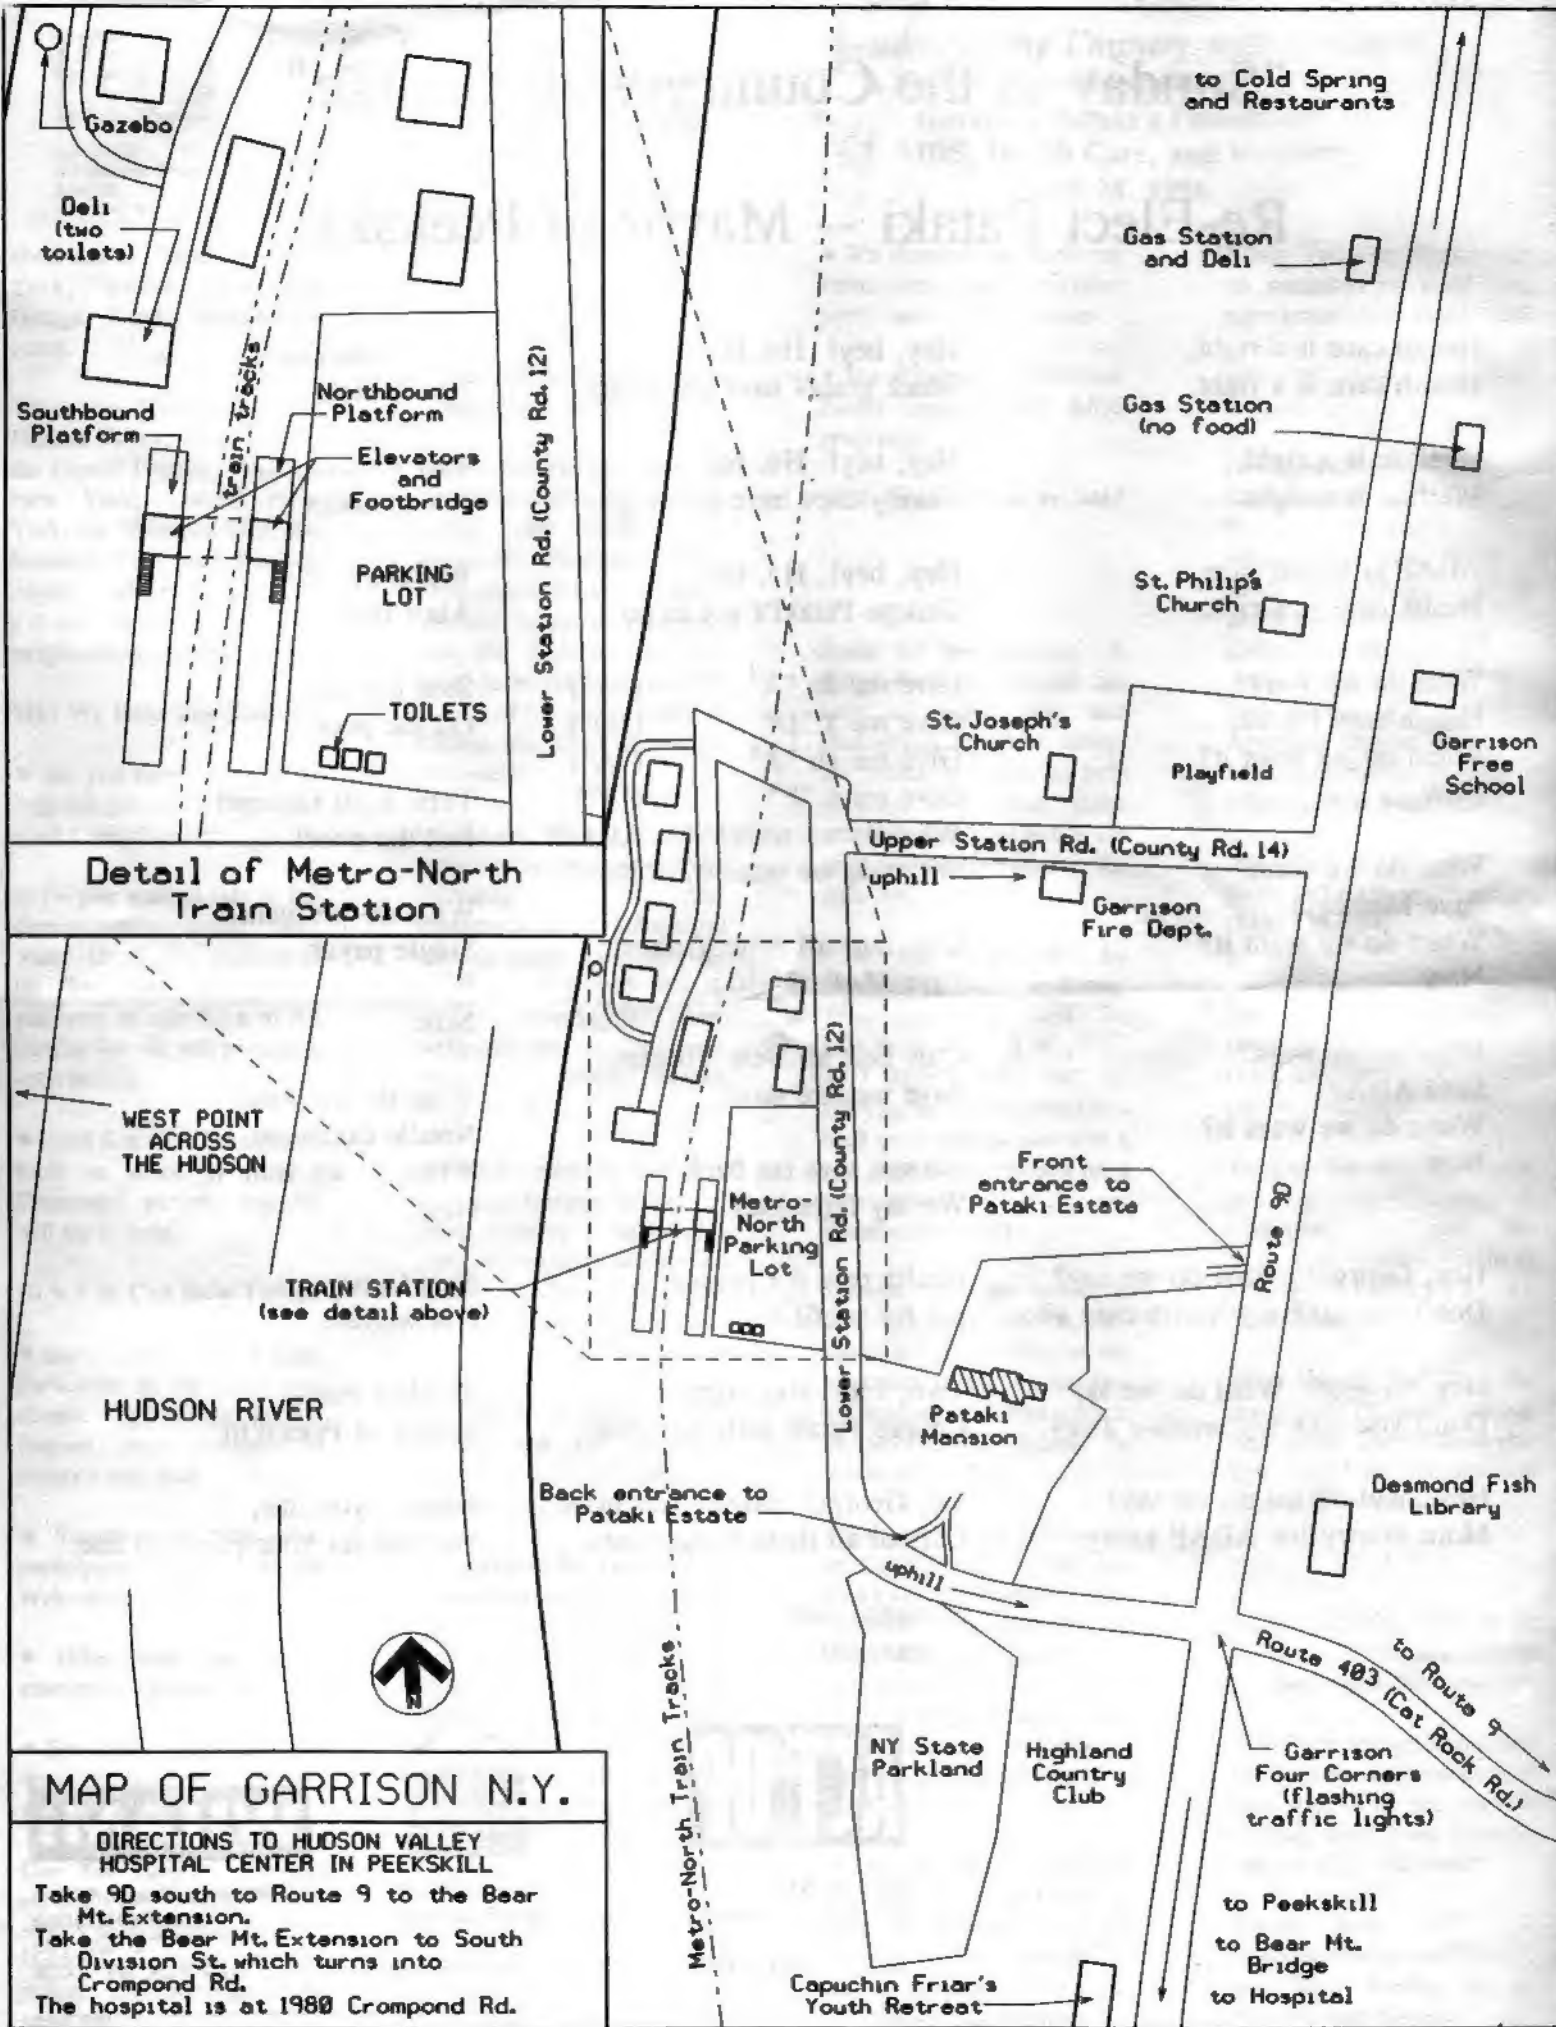 Gazebo
Deli
(two
toilets)
train tracks
Southbound
Platform
Northbound
Platform
Elevators
and
Footbridge
PARKING
LOT
TOILETS
Lower Station Rd. (County Rd. 12)
Detail of Metro-North
Train Station
to Cold Spring
and Restaurants
Gas Station
and Deli
Gas Station
(no food)
St. Philip's
Church
St. Joseph's
Church
Playfield
Garrison
Free
School
Upper Station Rd. (County Rd. 14)
uphill
Garrison
Fire Dept.
WEST POINT
ACROSS
THE HUDSON
TRAIN STATION
(see detail above)
Metro-
North
Parking
Lot
Lower Station Rd. (County Rd. 12)
Front
entrance to
Pataki Estate
Route 9D
HUDSON RIVER
Pataki
Mansion
Back entrance to
Pataki Estate
Desmond Fish
Library
uphill
N
Metro-North Train Tracks
NY State
Parkland
Highland
Country
Club
Route 403 (Cat Rock Rd.)
to Route 9
Garrison
Four Corners
(flashing
traffic lights)
to Peekskill
to Bear Mt.
Bridge
to Hospital
Capuchin Friar's
Youth Retreat
MAP OF GARRISON N.Y.
DIRECTIONS TO HUDSON VALLEY
HOSPITAL CENTER IN PEEKSKILL
Take 9D south to Route 9 to the Bear
Mt. Extension.
Take the Bear Mt. Extension to South
Division St. which turns into
Crompond Rd.
The hospital is at 1980 Crompond Rd.